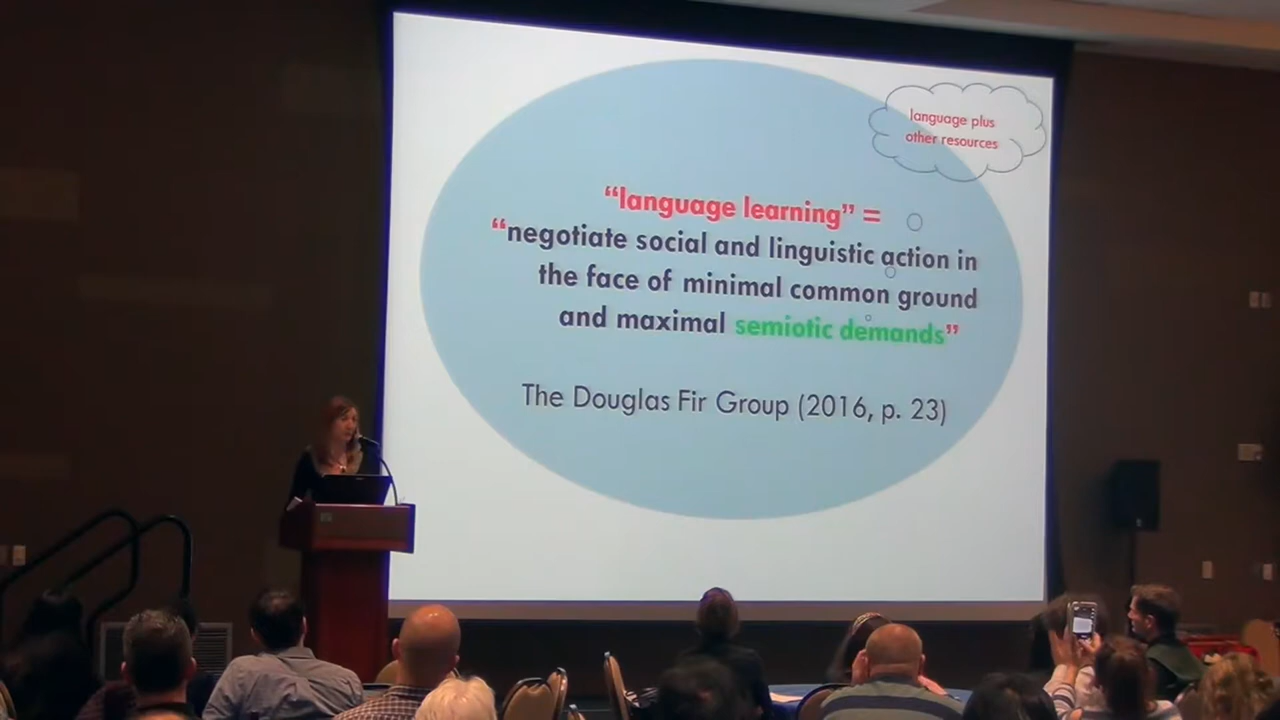 language plus
other resources
“language learning” =
“negotiate social and linguistic action in
the face of minimal common ground
and maximal semiotic demands”
The Douglas Fir Group (2016, p. 23)